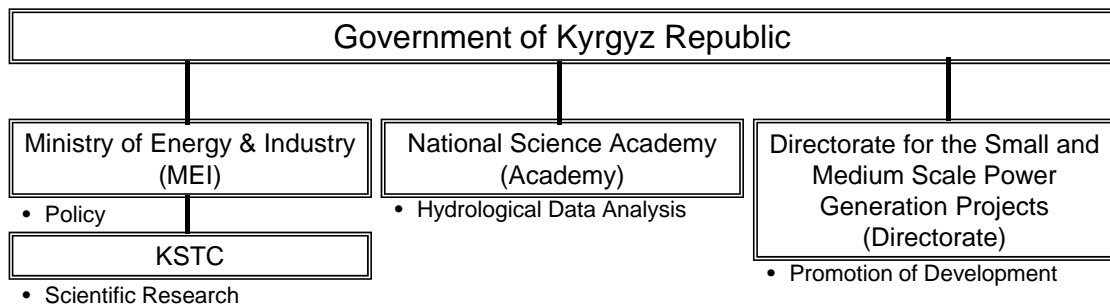 Government of Kyrgyz Republic
Ministry of Energy & Industry
(MEI)
• Policy
KSTC
• Scientific Research
National Science Academy
(Academy)
• Hydrological Data Analysis
Directorate for the Small and
Medium Scale Power
Generation Projects
(Directorate)
• Promotion of Development